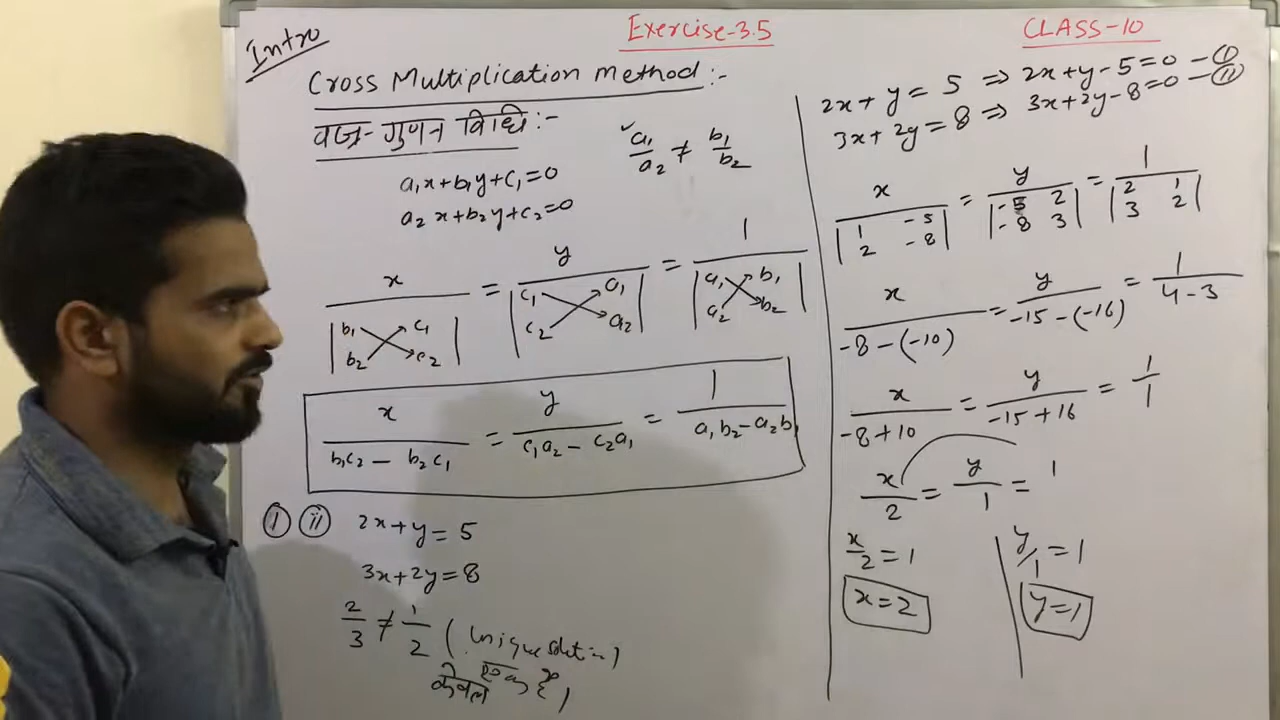 Intro
Exercise-3.5
CLASS-10
Cross Multiplication method:-
वज्र-गुणन विधि:-
a₁/a₂ ≠ b₁/b₂
a₁x+b₁y+c₁=0
a₂x+b₂y+c₂=0
x/|b₁ c₁ b₂ c₂| = y/|c₁ a₁ c₂ a₂| = 1/|a₁ b₁ a₂ b₂|
x/(b₁c₂ - b₂c₁) = y/(c₁a₂ - c₂a₁) = 1/(a₁b₂-a₂b₁)
① ⓘⓘ 2x+y=5
3x+2y=8
2/3 ≠ 1/2 (Unique solution)
केवल एक हल
2x+y=5 ⇒ 2x+y-5=0 -①
3x+2y=8 ⇒ 3x+2y-8=0 -ⓘⓘ
x/|1 -5 2 -8| = y/|-5 2 -8 3| = 1/|2 1 3 2|
x/-8-(-10) = y/-15-(-16) = 1/4-3
x/-8+10 = y/-15+16 = 1/1
x/2 = y/1 = 1
x/2=1
x=2
y/1=1
y=1